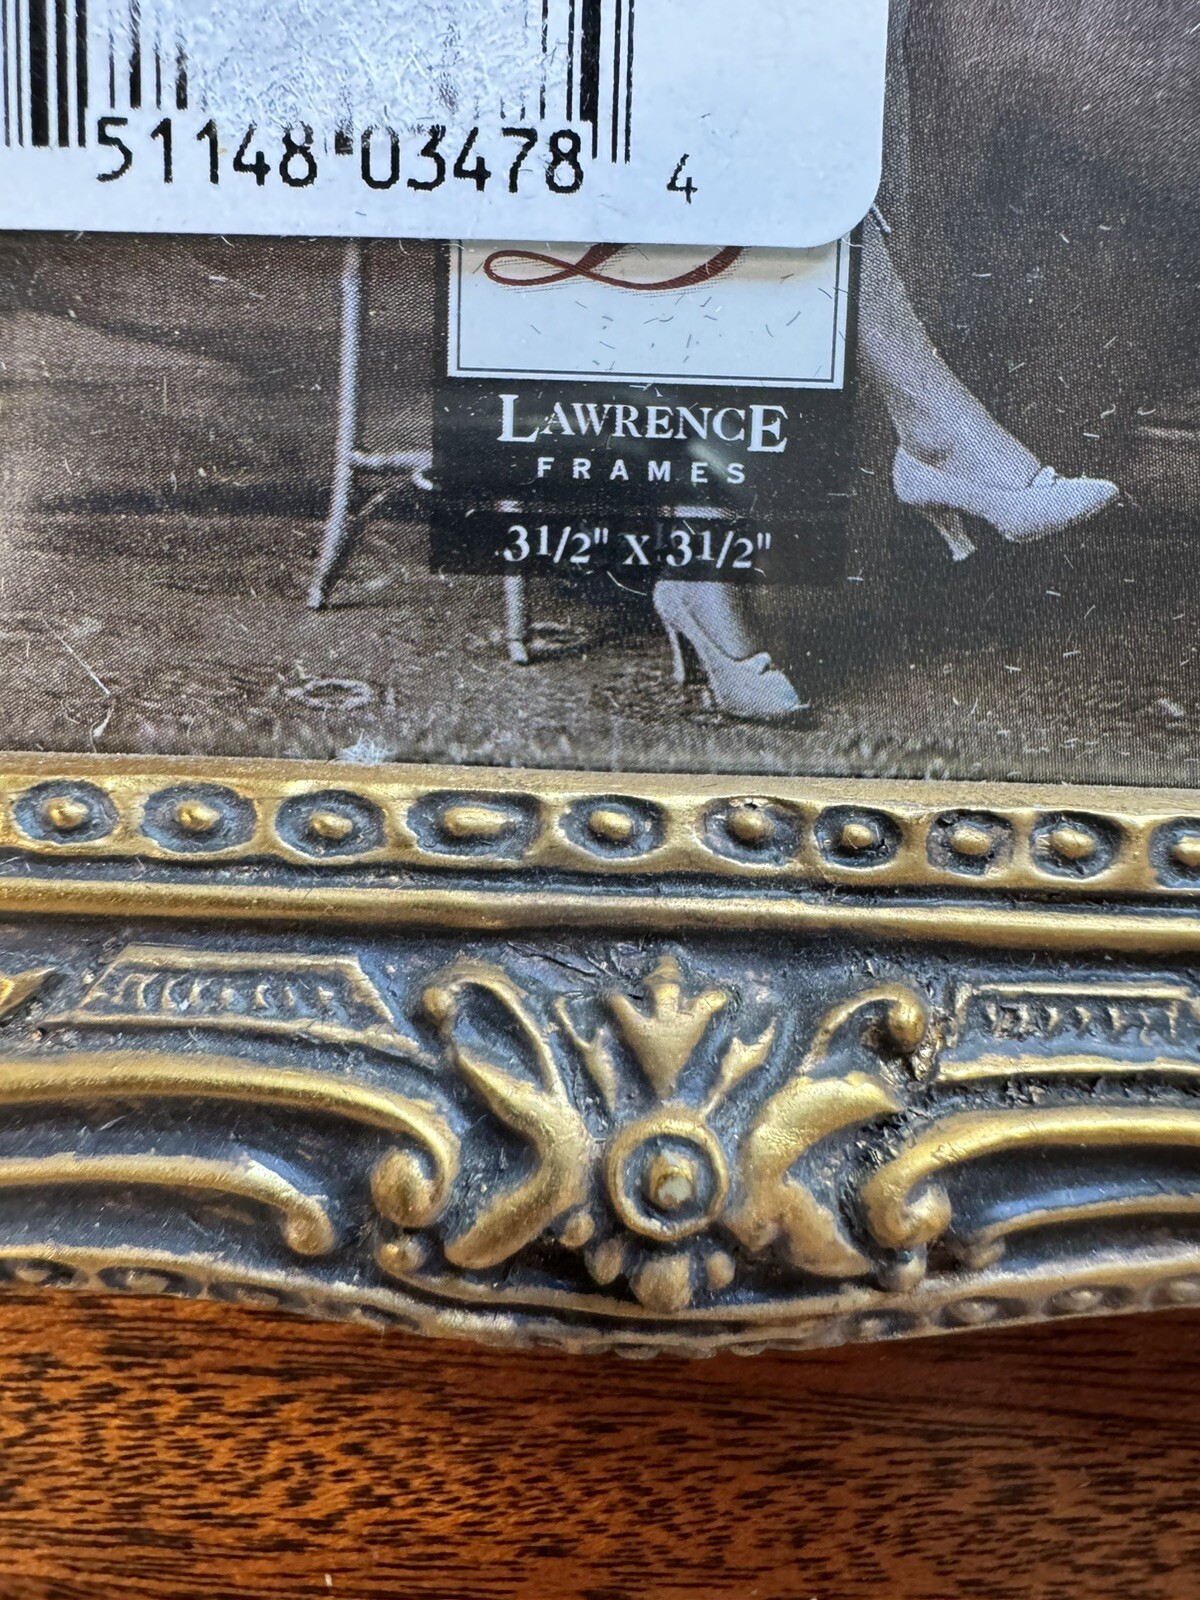 51148 03478 4
LAWRENCE
FRAMES
31/2" x 31/2"